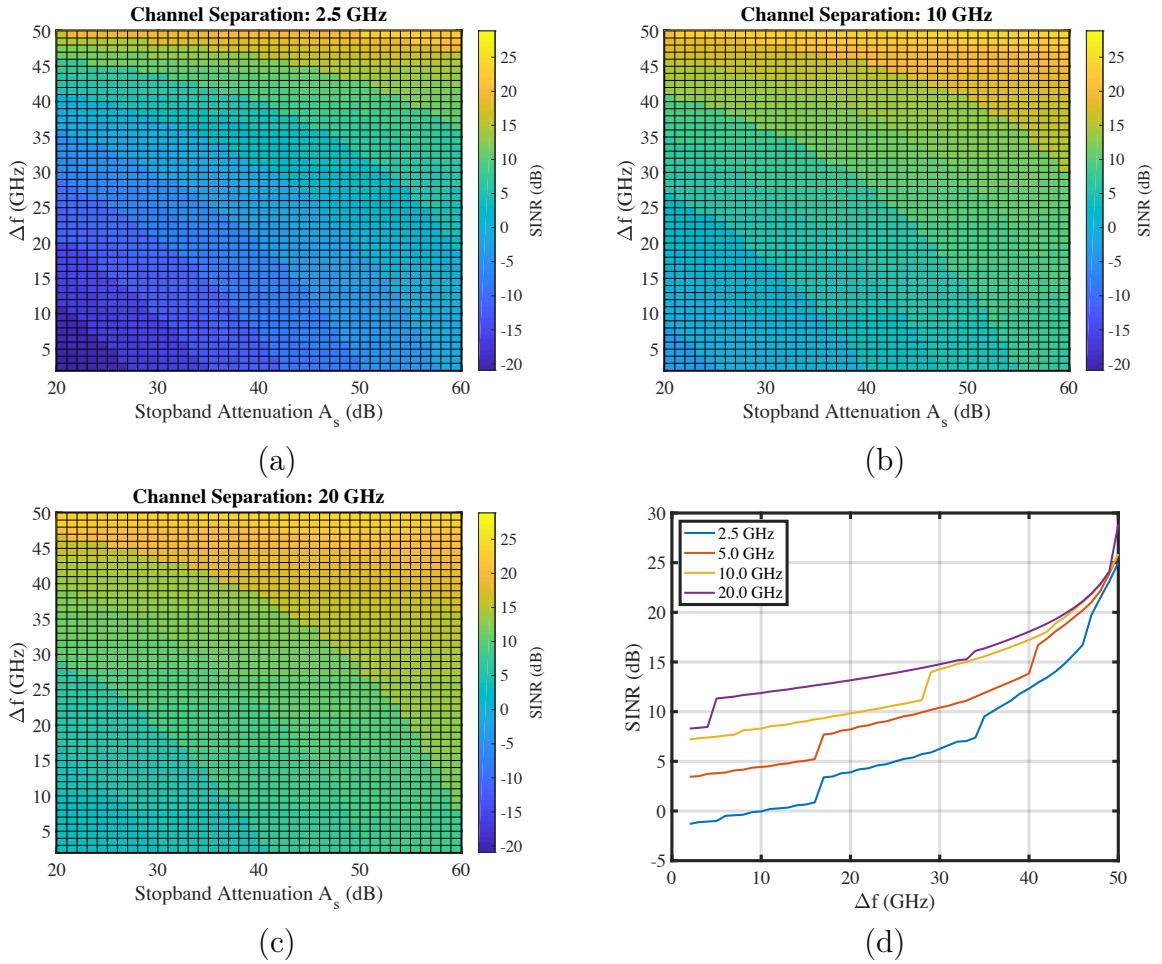 Channel Separation: 2.5 GHz
50
45
40
35
30
25
20
15
10
5
Δf (GHz)
20 30 40 50 60
Stopband Attenuation A_s (dB)
25
20
15
10
5
0
-5
-10
-15
-20
SINR (dB)
(a)
Channel Separation: 10 GHz
50
45
40
35
30
25
20
15
10
5
Δf (GHz)
20 30 40 50 60
Stopband Attenuation A_s (dB)
25
20
15
10
5
0
-5
-10
-15
-20
SINR (dB)
(b)
Channel Separation: 20 GHz
50
45
40
35
30
25
20
15
10
5
Δf (GHz)
20 30 40 50 60
Stopband Attenuation A_s (dB)
25
20
15
10
5
0
-5
-10
-15
-20
SINR (dB)
(c)
30
25
20
15
10
5
0
-5
SINR (dB)
2.5 GHz
5.0 GHz
10.0 GHz
20.0 GHz
0 10 20 30 40 50
Δf (GHz)
(d)